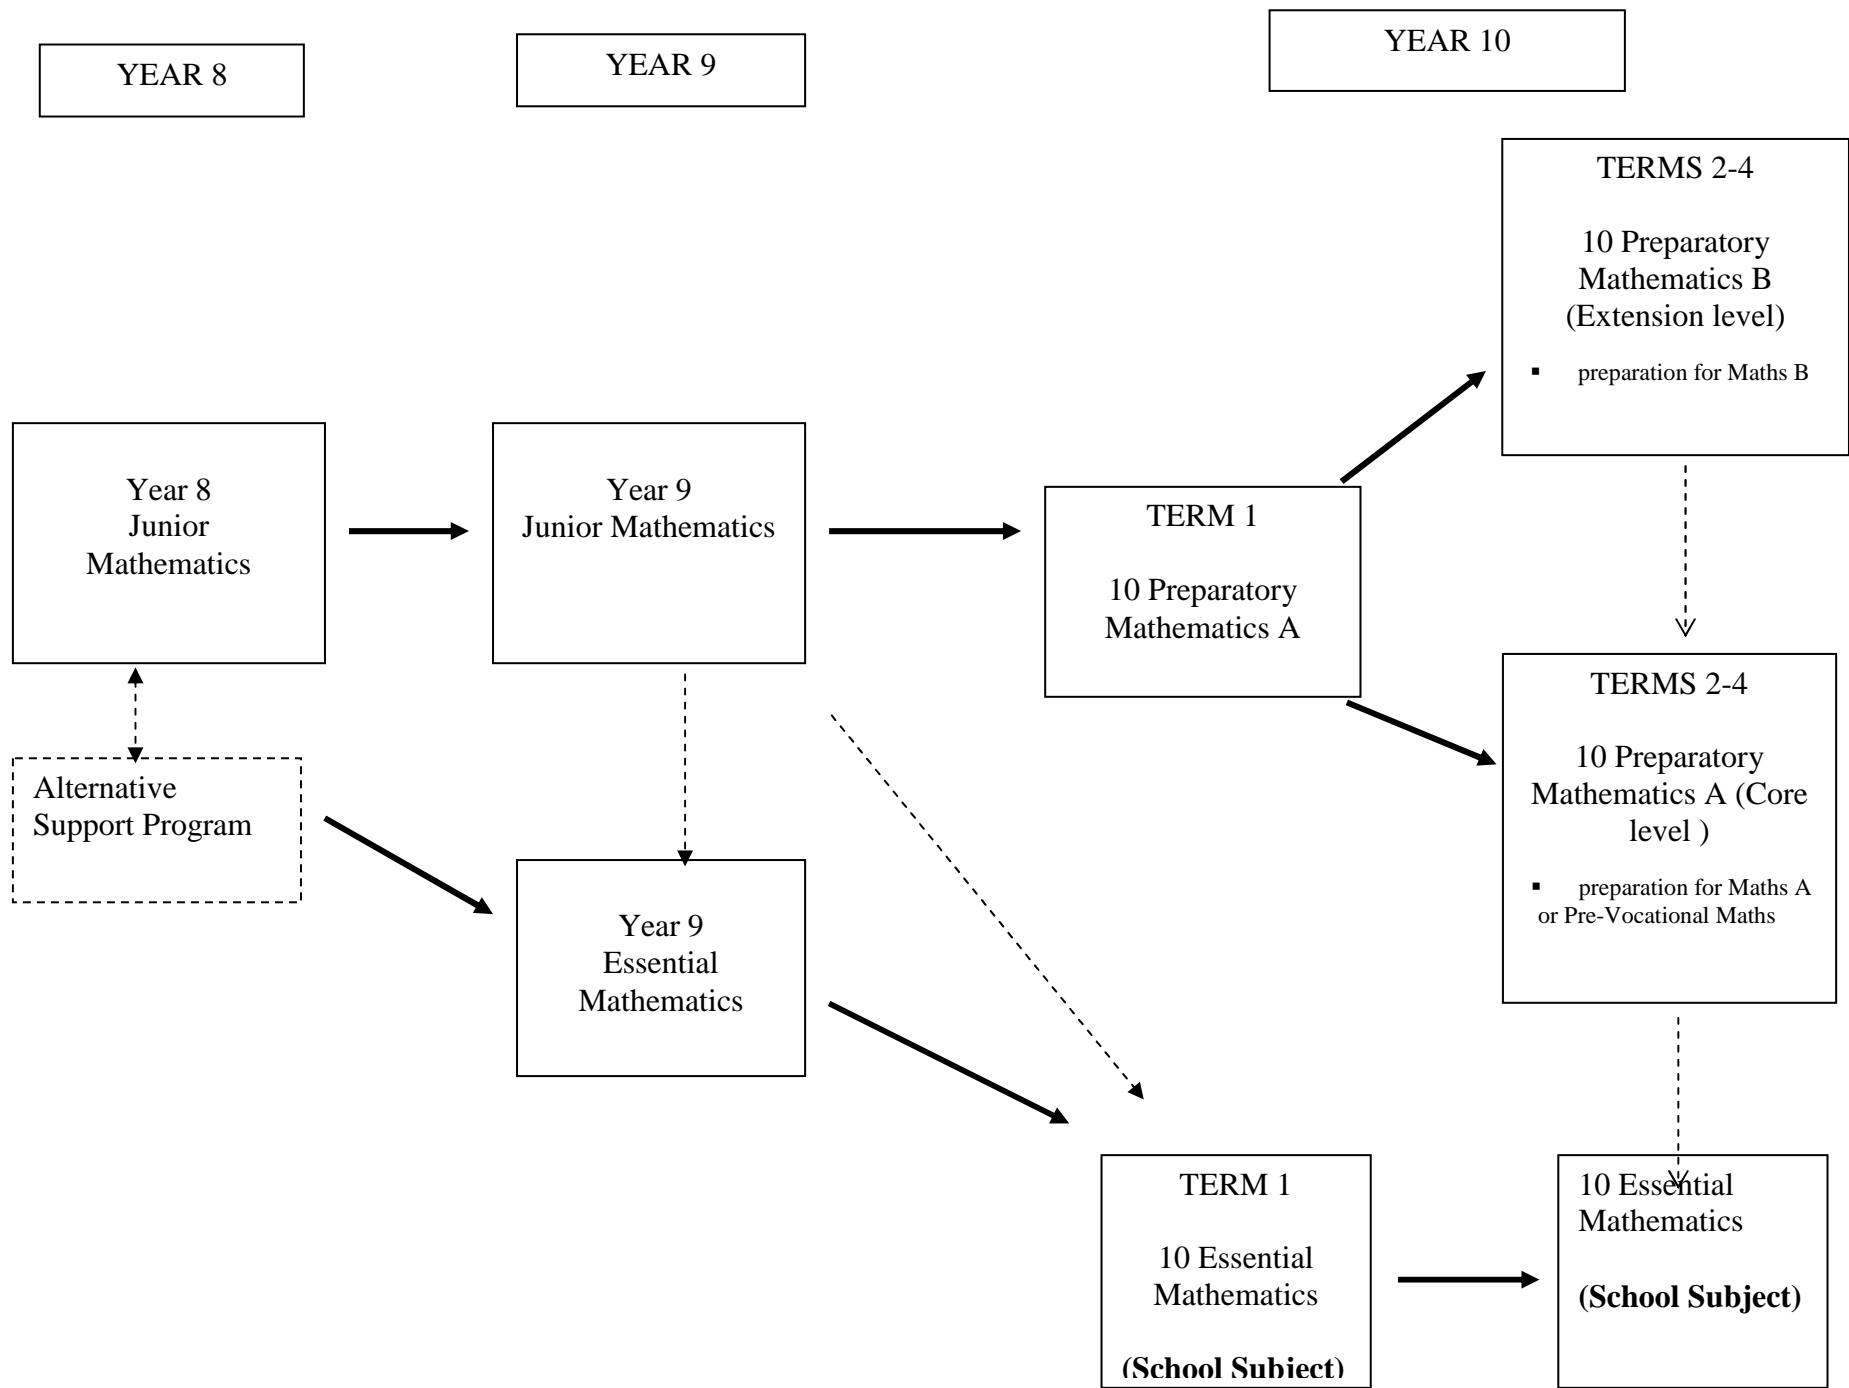 YEAR 8
YEAR 9
YEAR 10
TERMS 2-4
10 Preparatory
Mathematics B
(Extension level)
▪ preparation for Maths B
Year 8
Junior
Mathematics
Year 9
Junior Mathematics
TERM 1
10 Preparatory
Mathematics A
TERMS 2-4
10 Preparatory
Mathematics A (Core
level )
▪ preparation for Maths A
or Pre-Vocational Maths
Alternative
Support Program
Year 9
Essential
Mathematics
TERM 1
10 Essential
Mathematics
(School Subject)
10 Essential
Mathematics
(School Subject)